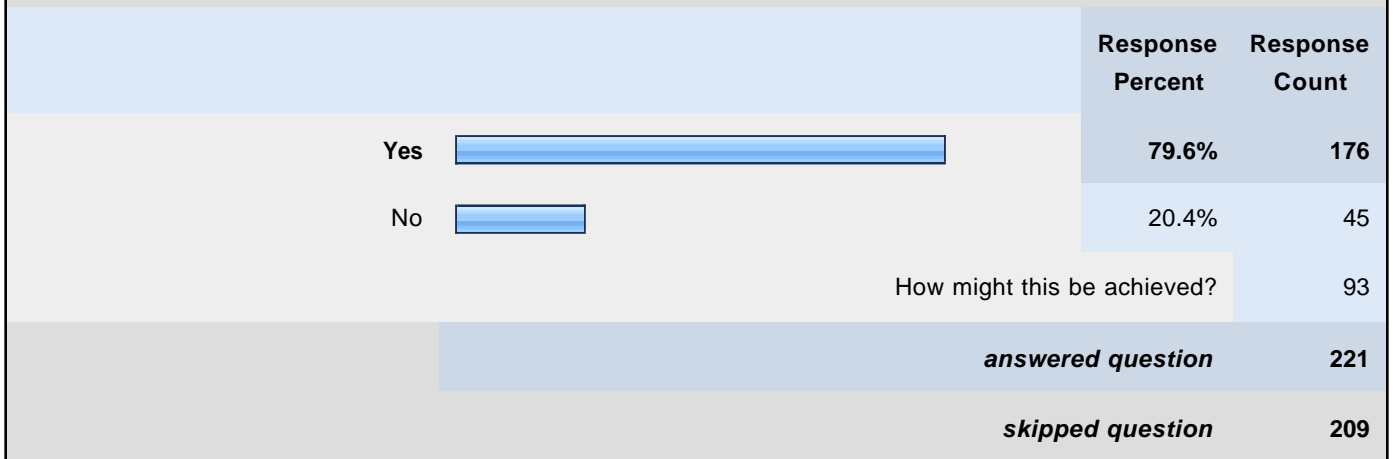 Response Percent Response Count
Yes 79.6% 176
No 20.4% 45
How might this be achieved? 93
answered question 221
skipped question 209